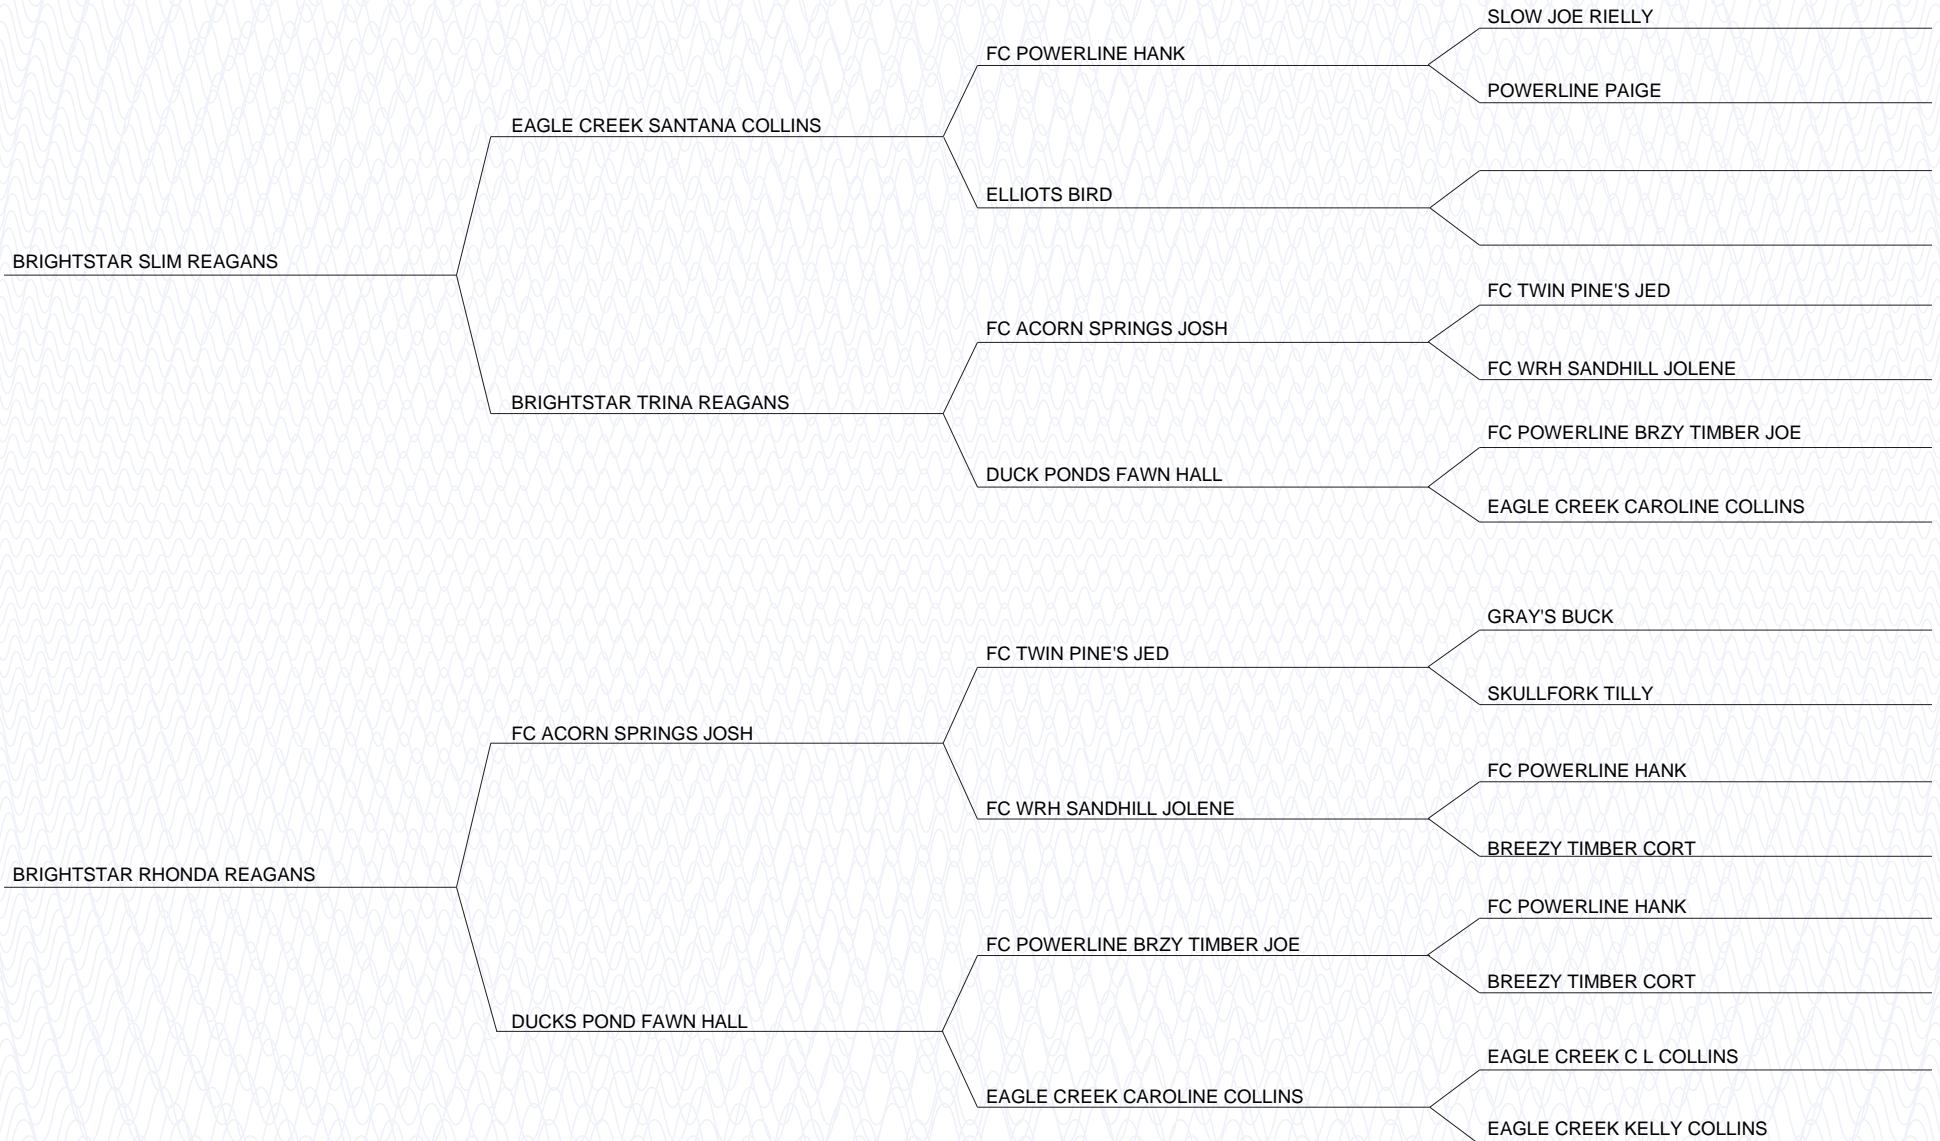 SLOW JOE RIELLY
FC POWERLINE HANK
POWERLINE PAIGE
EAGLE CREEK SANTANA COLLINS
ELLIOTS BIRD
BRIGHTSTAR SLIM REAGANS
FC TWIN PINE'S JED
FC ACORN SPRINGS JOSH
FC WRH SANDHILL JOLENE
BRIGHTSTAR TRINA REAGANS
FC POWERLINE BRZY TIMBER JOE
DUCK PONDS FAWN HALL
EAGLE CREEK CAROLINE COLLINS
GRAY'S BUCK
FC TWIN PINE'S JED
SKULLFORK TILLY
FC ACORN SPRINGS JOSH
FC POWERLINE HANK
FC WRH SANDHILL JOLENE
BREEZY TIMBER CORT
BRIGHTSTAR RHONDA REAGANS
FC POWERLINE HANK
FC POWERLINE BRZY TIMBER JOE
BREEZY TIMBER CORT
DUCKS POND FAWN HALL
EAGLE CREEK C L COLLINS
EAGLE CREEK CAROLINE COLLINS
EAGLE CREEK KELLY COLLINS